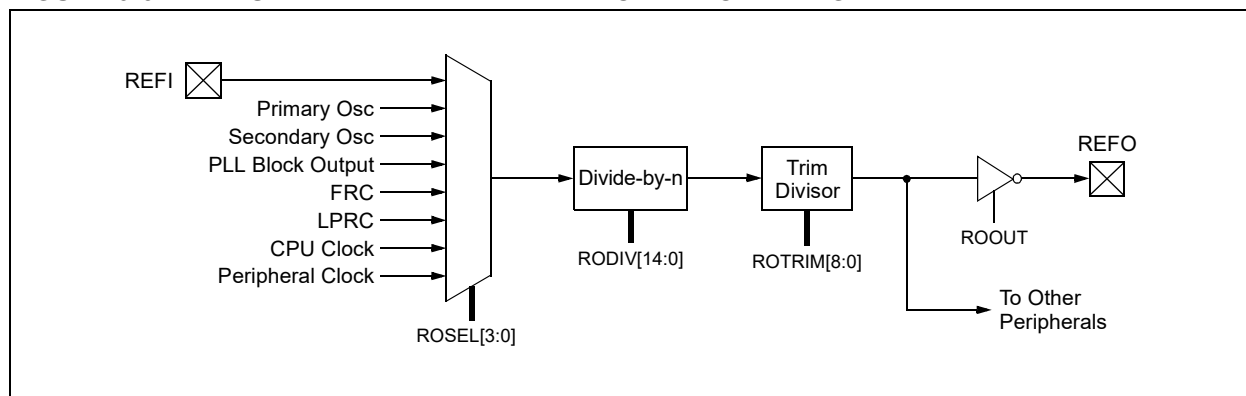 REFI
Primary Osc
Secondary Osc
PLL Block Output
FRC
LPRC
CPU Clock
Peripheral Clock
ROSEL[3:0]
Divide-by-n
RODIV[14:0]
Trim
Divisor
ROTRIM[8:0]
REFO
ROOUT
To Other
Peripherals